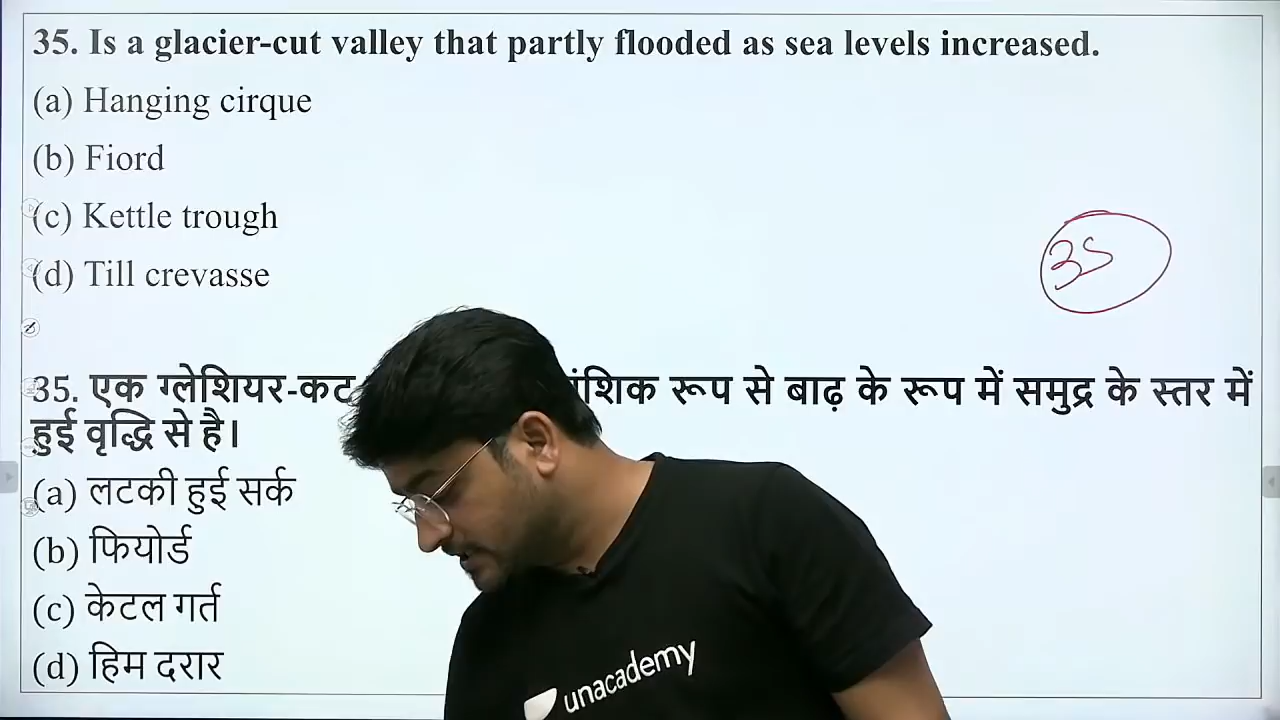 35. Is a glacier-cut valley that partly flooded as sea levels increased.
(a) Hanging cirque
(b) Fiord
(c) Kettle trough
(d) Till crevasse
35
35. एक ग्लेशियर-कट रूप से बाढ़ के रूप में समुद्र के स्तर में
हुई वृद्धि से है।
(a) लटकी हुई सर्क
(b) फियोर्ड
(c) केटल गर्त
(d) हिम दरार
unacademy